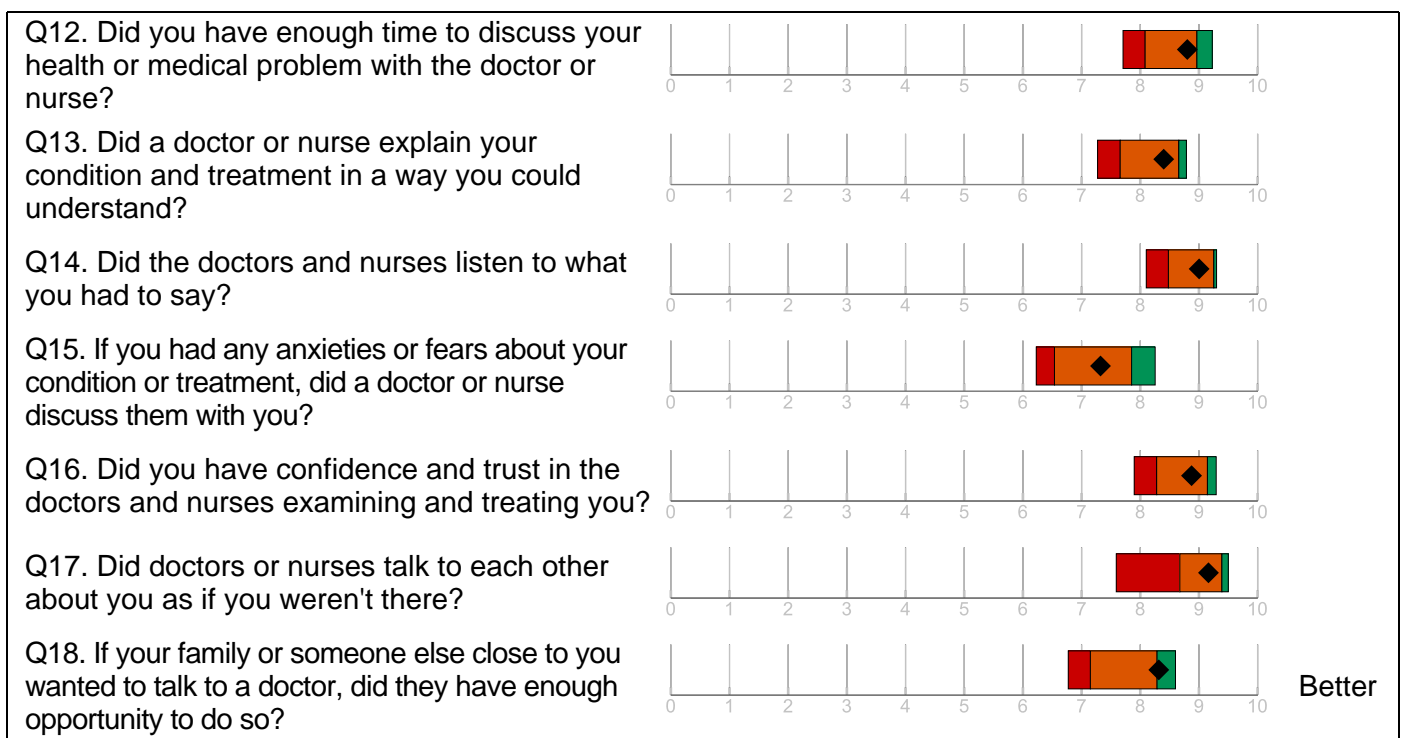 Q12. Did you have enough time to discuss your
health or medical problem with the doctor or
nurse?
0 1 2 3 4 5 6 7 8 9 10
Q13. Did a doctor or nurse explain your
condition and treatment in a way you could
understand?
0 1 2 3 4 5 6 7 8 9 10
Q14. Did the doctors and nurses listen to what
you had to say?
0 1 2 3 4 5 6 7 8 9 10
Q15. If you had any anxieties or fears about your
condition or treatment, did a doctor or nurse
discuss them with you?
0 1 2 3 4 5 6 7 8 9 10
Q16. Did you have confidence and trust in the
doctors and nurses examining and treating you?
0 1 2 3 4 5 6 7 8 9 10
Q17. Did doctors or nurses talk to each other
about you as if you weren't there?
0 1 2 3 4 5 6 7 8 9 10
Q18. If your family or someone else close to you
wanted to talk to a doctor, did they have enough
opportunity to do so?
0 1 2 3 4 5 6 7 8 9 10
Better